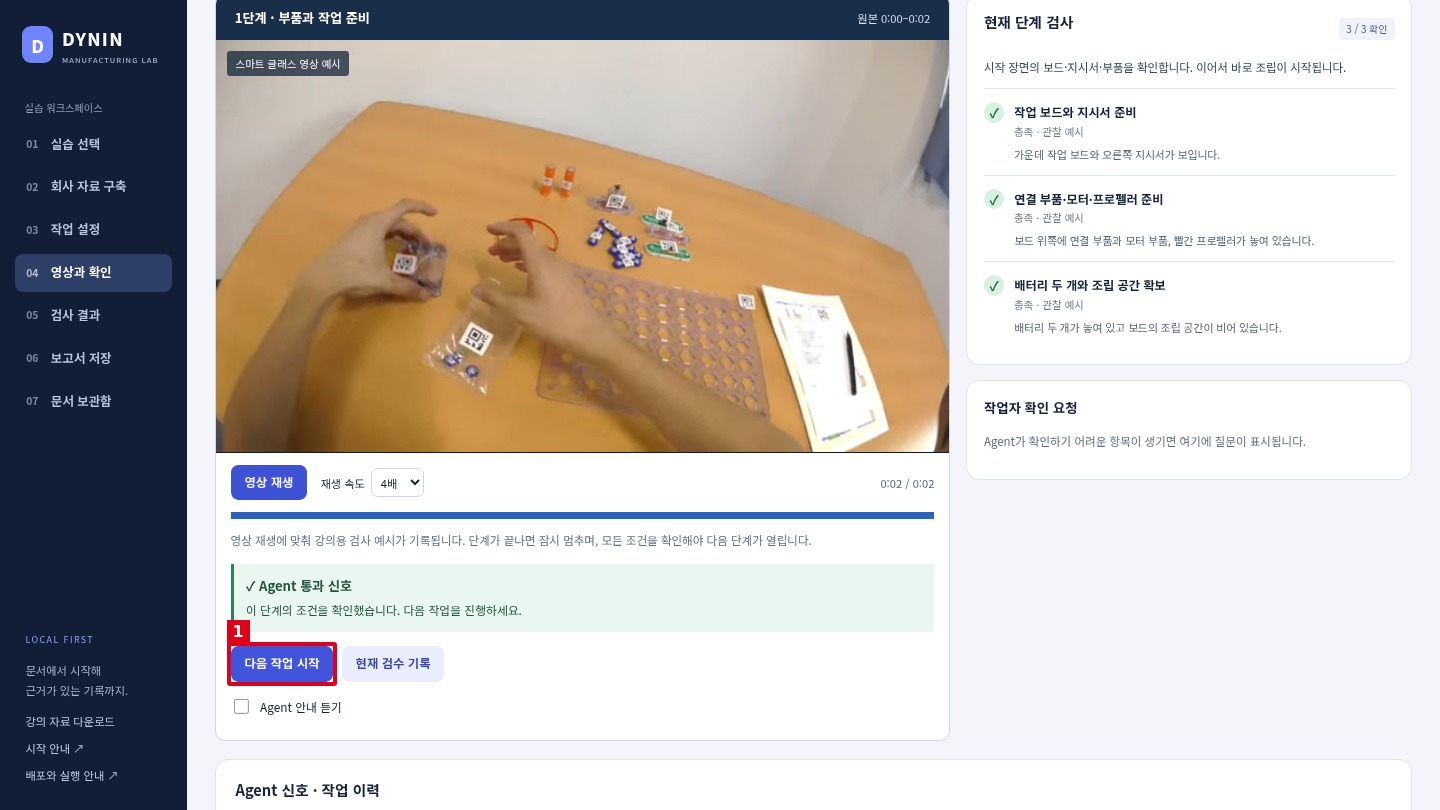 D
DYNIN
MANUFACTURING LAB
실습 워크스페이스
01 실습 선택
02 회사 자료 구축
03 작업 설정
04 영상과 확인
05 검사 결과
06 보고서 저장
07 문서 보관함
LOCAL FIRST
문서에서 시작해
근거가 있는 기록까지.
강의 자료 다운로드
시작 안내 ↗
배포와 실행 안내 ↗
1단계 · 부품과 작업 준비
원본 0:00–0:02
스마트 글래스 영상 예시
영상 재생
재생 속도
4배
0:02 / 0:02
영상 재생에 맞춰 강의용 검사 예시가 기록됩니다. 단계가 끝나면 잠시 멈추며, 모든 조건을 확인해야 다음 단계가 열립니다.
✓ Agent 통과 신호
이 단계의 조건을 확인했습니다. 다음 작업을 진행하세요.
1
다음 작업 시작
현재 검수 기록
Agent 안내 듣기
Agent 신호 · 작업 이력
현재 단계 검사
3 / 3 확인
시작 장면의 보드·지시서·부품을 확인합니다. 이어서 바로 조립이 시작됩니다.
✓ 작업 보드와 지시서 준비
충족 · 관찰 예시
가운데 작업 보드와 오른쪽 지시서가 보입니다.
✓ 연결 부품·모터·프로펠러 준비
충족 · 관찰 예시
보드 위쪽에 연결 부품과 모터 부품, 빨간 프로펠러가 놓여 있습니다.
✓ 배터리 두 개와 조립 공간 확보
충족 · 관찰 예시
배터리 두 개가 놓여 있고 보드의 조립 공간이 비어 있습니다.
작업자 확인 요청
Agent가 확인하기 어려운 항목이 생기면 여기에 질문이 표시됩니다.